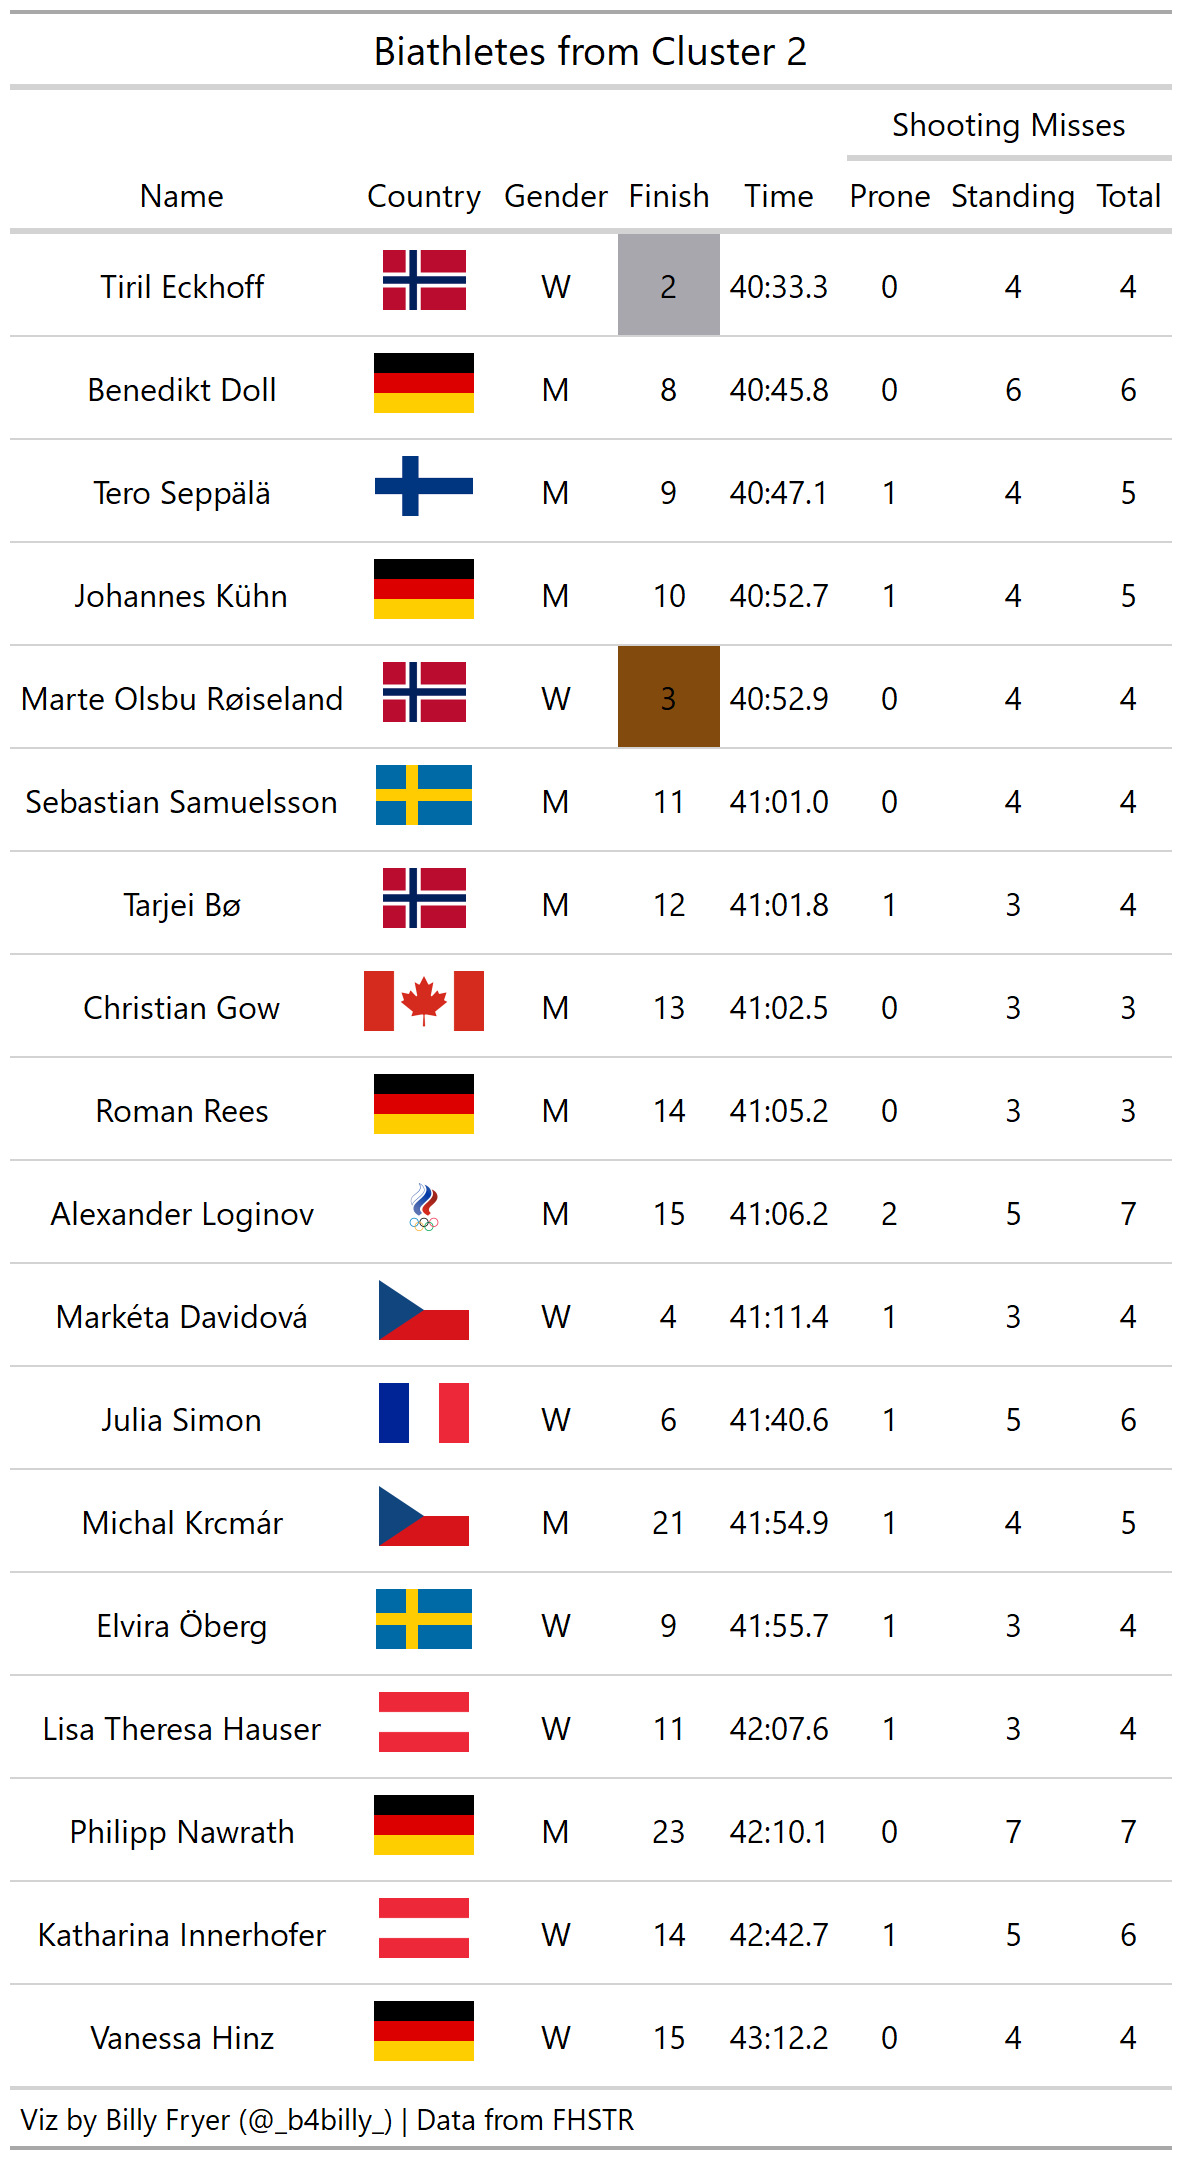 Biathletes from Cluster 2
Shooting Misses
Name Country Gender Finish Time Prone Standing Total
Tiril Eckhoff W 2 40:33.3 0 4 4
Benedikt Doll M 8 40:45.8 0 6 6
Tero Seppälä M 9 40:47.1 1 4 5
Johannes Kühn M 10 40:52.7 1 4 5
Marte Olsbu Røiseland W 3 40:52.9 0 4 4
Sebastian Samuelsson M 11 41:01.0 0 4 4
Tarjei Bø M 12 41:01.8 1 3 4
Christian Gow M 13 41:02.5 0 3 3
Roman Rees M 14 41:05.2 0 3 3
Alexander Loginov M 15 41:06.2 2 5 7
Markéta Davidová W 4 41:11.4 1 3 4
Julia Simon W 6 41:40.6 1 5 6
Michal Krcmár M 21 41:54.9 1 4 5
Elvira Öberg W 9 41:55.7 1 3 4
Lisa Theresa Hauser W 11 42:07.6 1 3 4
Philipp Nawrath M 23 42:10.1 0 7 7
Katharina Innerhofer W 14 42:42.7 1 5 6
Vanessa Hinz W 15 43:12.2 0 4 4
Viz by Billy Fryer (@_b4billy_) | Data from FHSTR